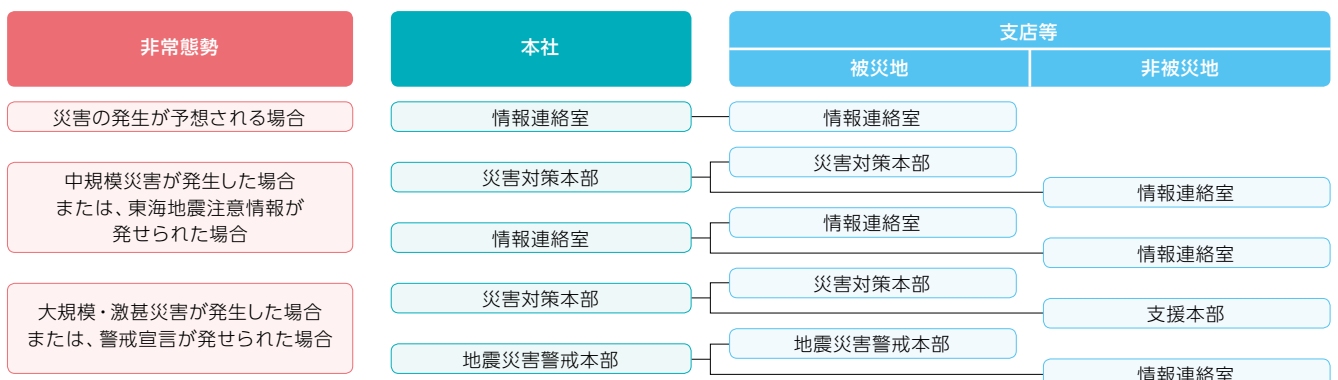 非常態勢
本社
支店等
被災地
非被災地
災害の発生が予想される場合
情報連絡室
情報連絡室
中規模災害が発生した場合
または、東海地震注意情報が
発せられた場合
災害対策本部
災害対策本部
情報連絡室
情報連絡室
情報連絡室
情報連絡室
大規模・激甚災害が発生した場合
または、警戒宣言が発せられた場合
災害対策本部
災害対策本部
支援本部
地震災害警戒本部
地震災害警戒本部
情報連絡室